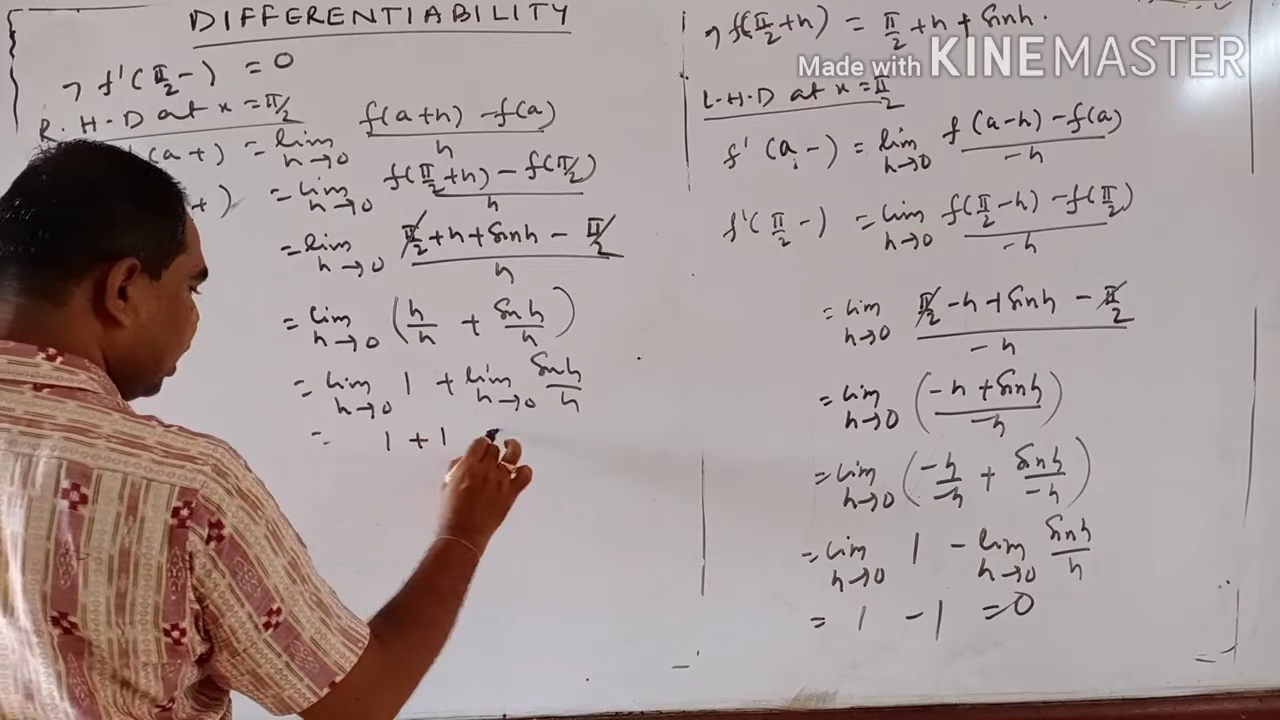 DIFFERENTIABILITY
f'(π/2 -) = 0
R.H.D at x = π/2
(a+) = lim h→0 f(a+h) - f(a) / h
+) = lim h→0 f(π/2 + h) - f(π/2) / h
= lim h→0 π/2 + h + sinh - π/2 / h
= lim h→0 (h/h + sinh/h)
= lim h→0 1 + lim h→0 sinh/h
= 1 + 1
f(π/2 + h) = π/2 + h + sinh.
Made with KINEMASTER
L.H.D at x = π/2
f'(a-) = lim h→0 f(a-h) - f(a) / -h
f'(π/2 -) = lim h→0 f(π/2 - h) - f(π/2) / -h
= lim h→0 π/2 - h + sinh - π/2 / -h
= lim h→0 (-h + sinh / -h)
= lim h→0 (-h/-h + sinh/-h)
= lim h→0 1 - lim h→0 sinh/h
= 1 - 1 = 0